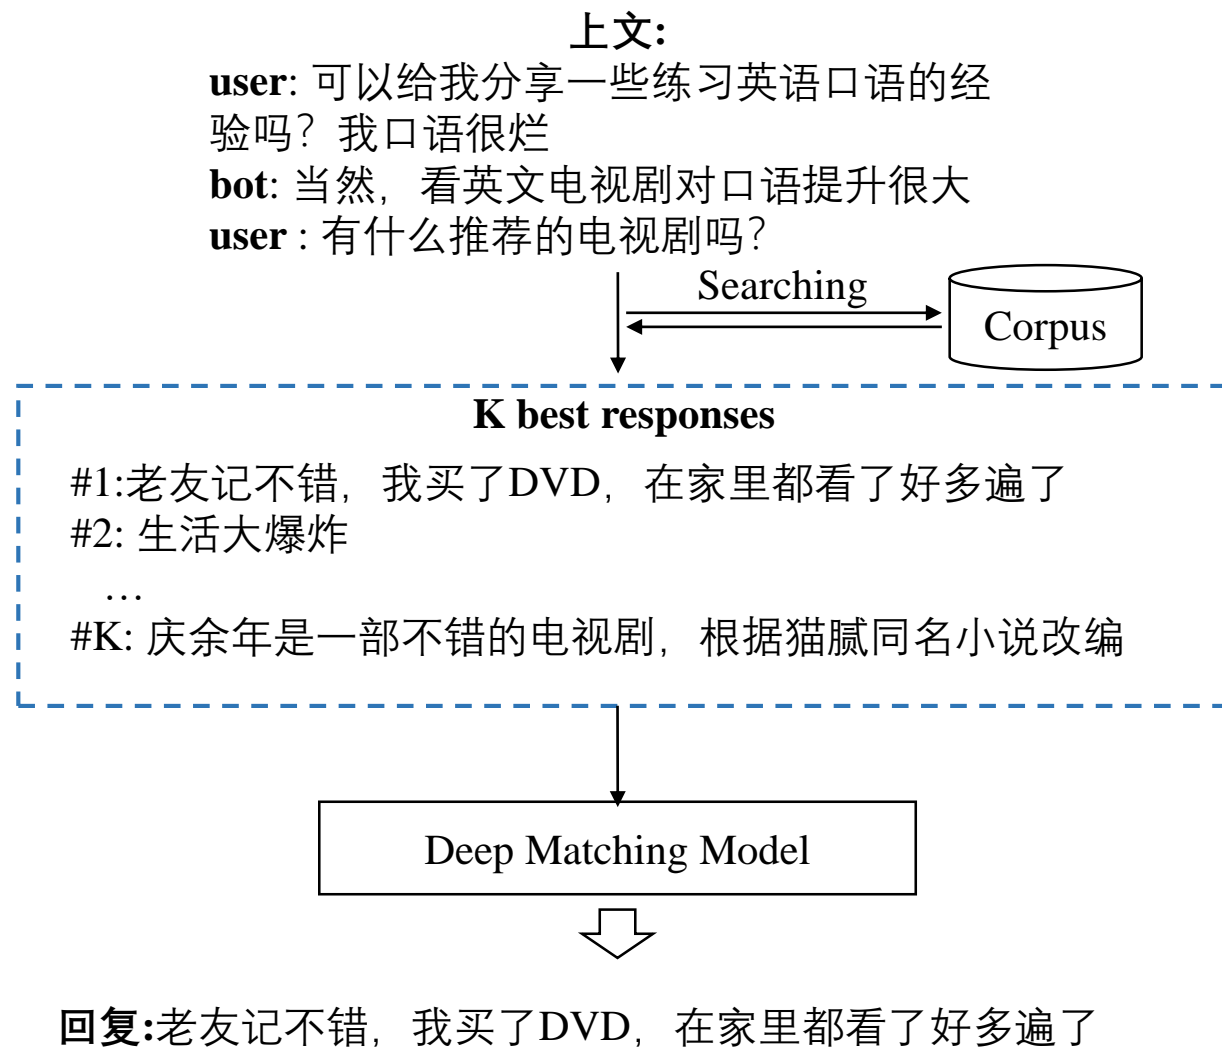 上文:
user: 可以给我分享一些练习英语口语的经
验吗？我口语很烂
bot: 当然，看英文电视剧对口语提升很大
user : 有什么推荐的电视剧吗？
Searching
Corpus
K best responses
#1:老友记不错，我买了DVD，在家里都看了好多遍了
#2: 生活大爆炸
…
#K: 庆余年是一部不错的电视剧，根据猫腻同名小说改编
Deep Matching Model
回复:老友记不错，我买了DVD，在家里都看了好多遍了